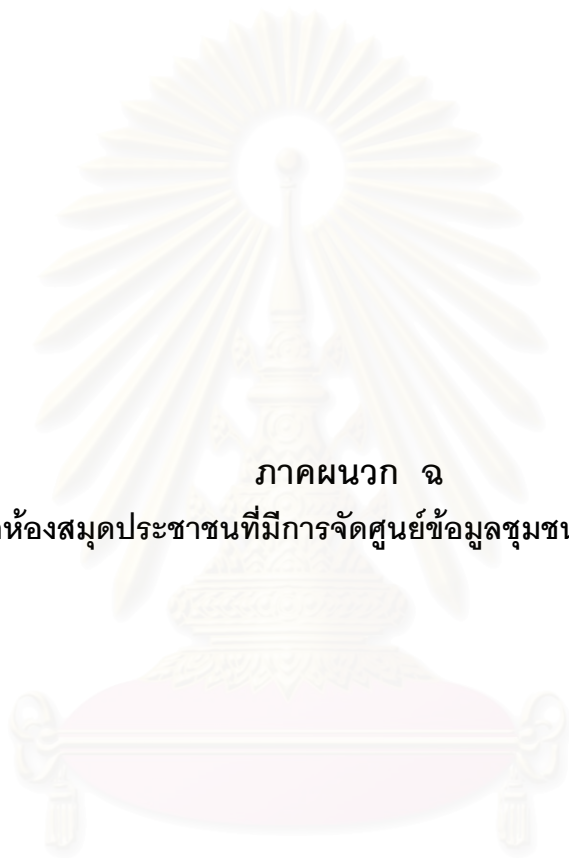 ภาคผนวก ฉ
ห้องสมุดประชาชนที่มีการจัดศูนย์ข้อมูลชุมชน